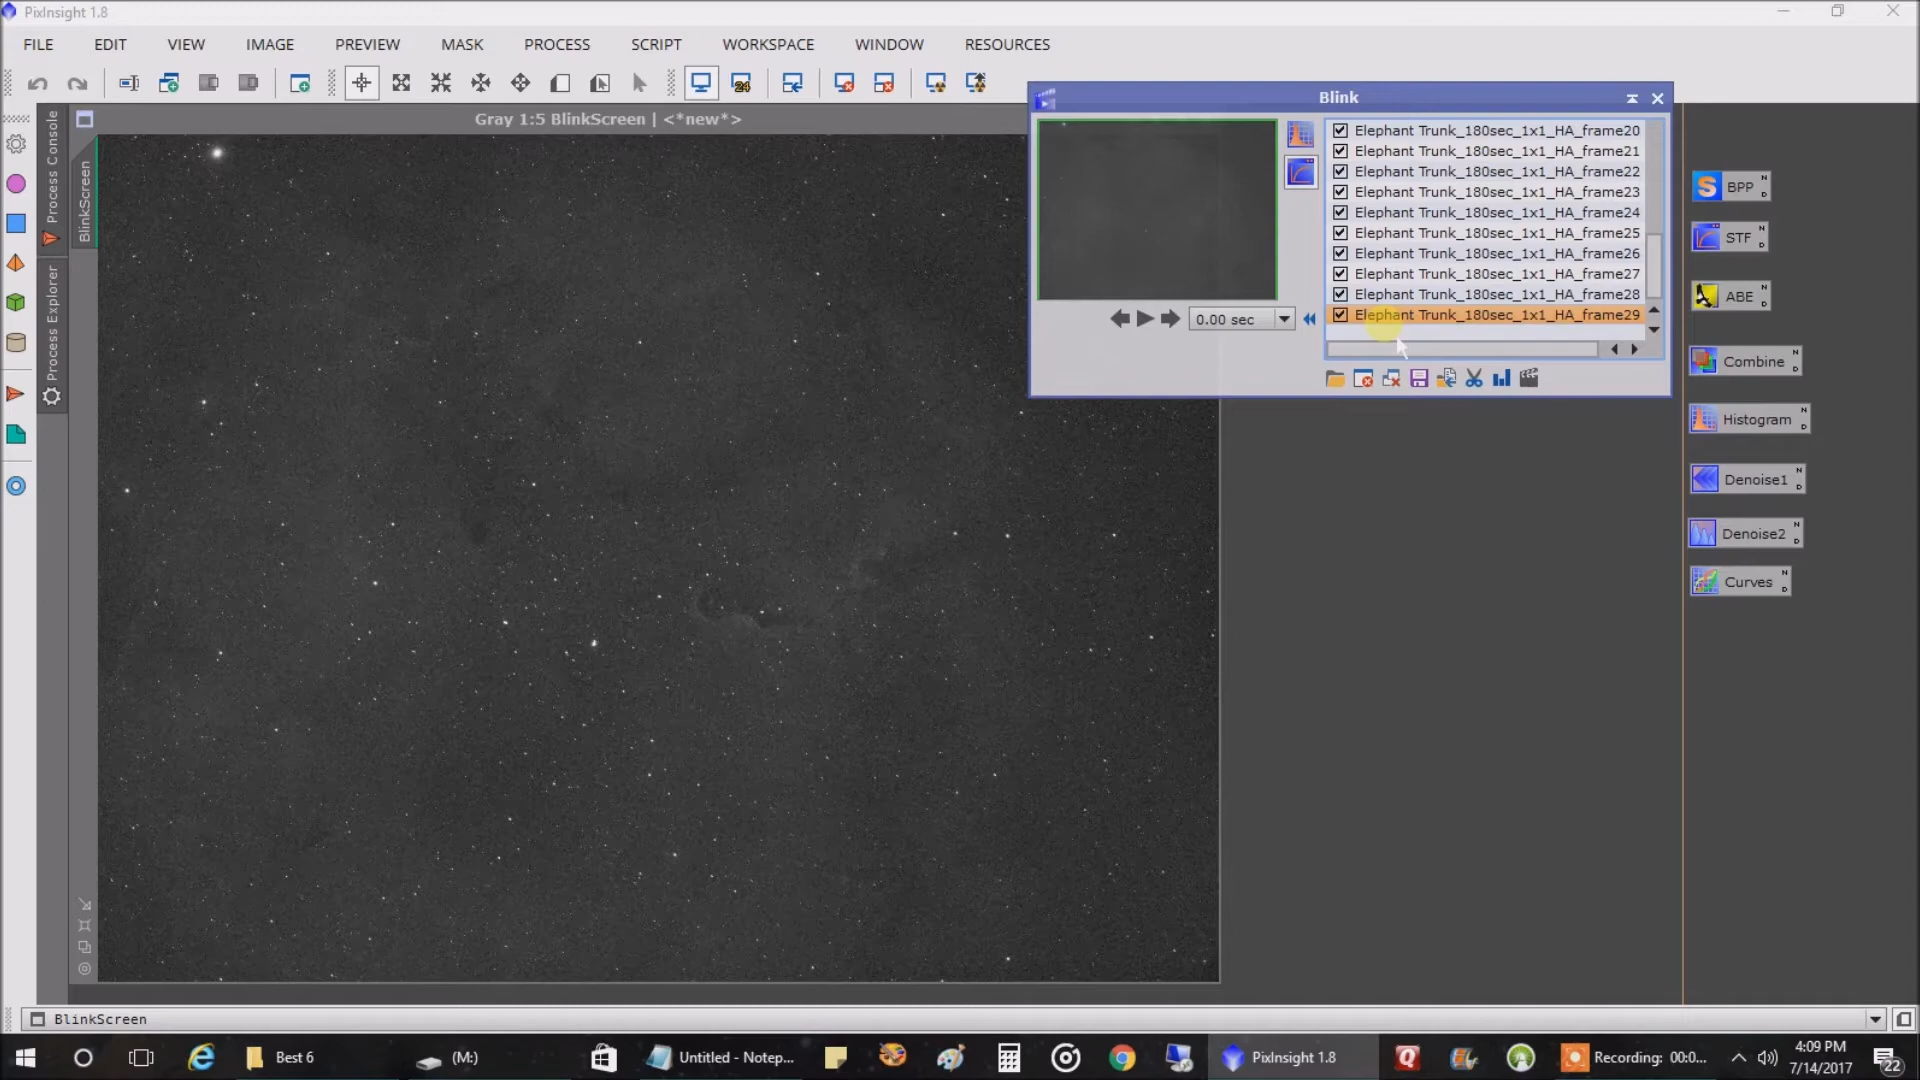 PixInsight 1.8
FILE EDIT VIEW IMAGE PREVIEW MASK PROCESS SCRIPT WORKSPACE WINDOW RESOURCES
24
Gray 1:5 BlinkScreen | <*new*>
Process Console
Process Explorer
BlinkScreen
Blink
Elephant Trunk_180sec_1x1_HA_frame20
Elephant Trunk_180sec_1x1_HA_frame21
Elephant Trunk_180sec_1x1_HA_frame22
Elephant Trunk_180sec_1x1_HA_frame23
Elephant Trunk_180sec_1x1_HA_frame24
Elephant Trunk_180sec_1x1_HA_frame25
Elephant Trunk_180sec_1x1_HA_frame26
Elephant Trunk_180sec_1x1_HA_frame27
Elephant Trunk_180sec_1x1_HA_frame28
Elephant Trunk_180sec_1x1_HA_frame29
0.00 sec
S BPP N D
STF N D
ABE N D
Combine N D
Histogram N D
Denoise1 N D
Denoise2 N D
Curves N D
BlinkScreen
Best 6
(M:)
Untitled - Notep...
PixInsight 1.8
Recording: 00:0...
4:09 PM
7/14/2017
22